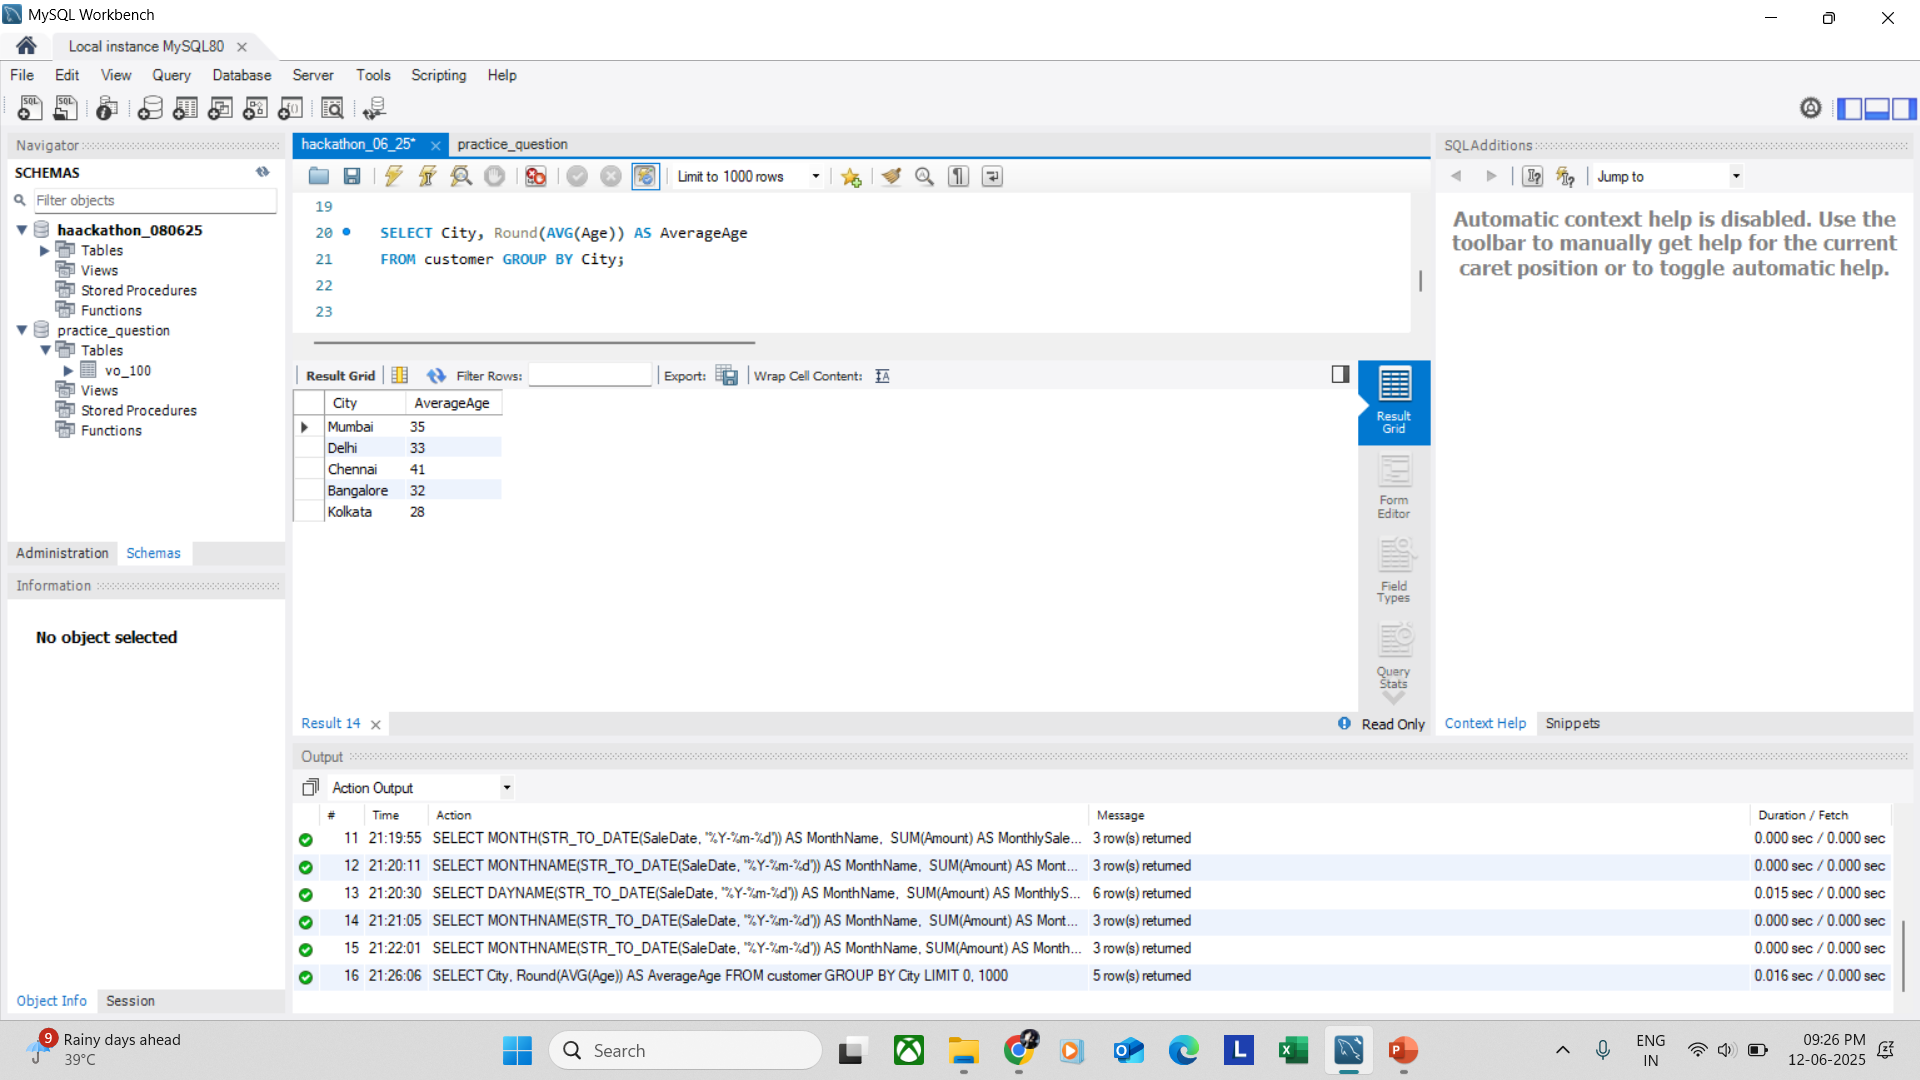 MySQL Workbench
Local instance MySQL80
File Edit View Query Database Server Tools Scripting Help
Navigator
SCHEMAS
Filter objects
haackathon_080625
Tables
Views
Stored Procedures
Functions
practice_question
Tables
vo_100
Views
Stored Procedures
Functions
Administration Schemas
Information
No object selected
Object Info Session
hackathon_06_25* practice_question
Limit to 1000 rows
19
20 SELECT City, Round(AVG(Age)) AS AverageAge
21 FROM customer GROUP BY City;
22
23
Result Grid Filter Rows: Export: Wrap Cell Content:
City AverageAge
Mumbai 35
Delhi 33
Chennai 41
Bangalore 32
Kolkata 28
Result Grid
Form Editor
Field Types
Query Stats
Result 14 Read Only
SQLAdditions
Jump to
Automatic context help is disabled. Use the
toolbar to manually get help for the current
caret position or to toggle automatic help.
Context Help Snippets
Output
Action Output
# Time Action Message Duration / Fetch
11 21:19:55 SELECT MONTH(STR_TO_DATE(SaleDate, '%Y-%m-%d')) AS MonthName, SUM(Amount) AS MonthlySale... 3 row(s) returned 0.000 sec / 0.000 sec
12 21:20:11 SELECT MONTHNAME(STR_TO_DATE(SaleDate, '%Y-%m-%d')) AS MonthName, SUM(Amount) AS Mont... 3 row(s) returned 0.000 sec / 0.000 sec
13 21:20:30 SELECT DAYNAME(STR_TO_DATE(SaleDate, '%Y-%m-%d')) AS MonthName, SUM(Amount) AS MonthlyS... 6 row(s) returned 0.015 sec / 0.000 sec
14 21:21:05 SELECT MONTHNAME(STR_TO_DATE(SaleDate, '%Y-%m-%d')) AS MonthName, SUM(Amount) AS Mont... 3 row(s) returned 0.000 sec / 0.000 sec
15 21:22:01 SELECT MONTHNAME(STR_TO_DATE(SaleDate, '%Y-%m-%d')) AS MonthName, SUM(Amount) AS Month... 3 row(s) returned 0.000 sec / 0.000 sec
16 21:26:06 SELECT City, Round(AVG(Age)) AS AverageAge FROM customer GROUP BY City LIMIT 0, 1000 5 row(s) returned 0.016 sec / 0.000 sec
9 Rainy days ahead
39°C
Search
ENG
IN
09:26 PM
12-06-2025